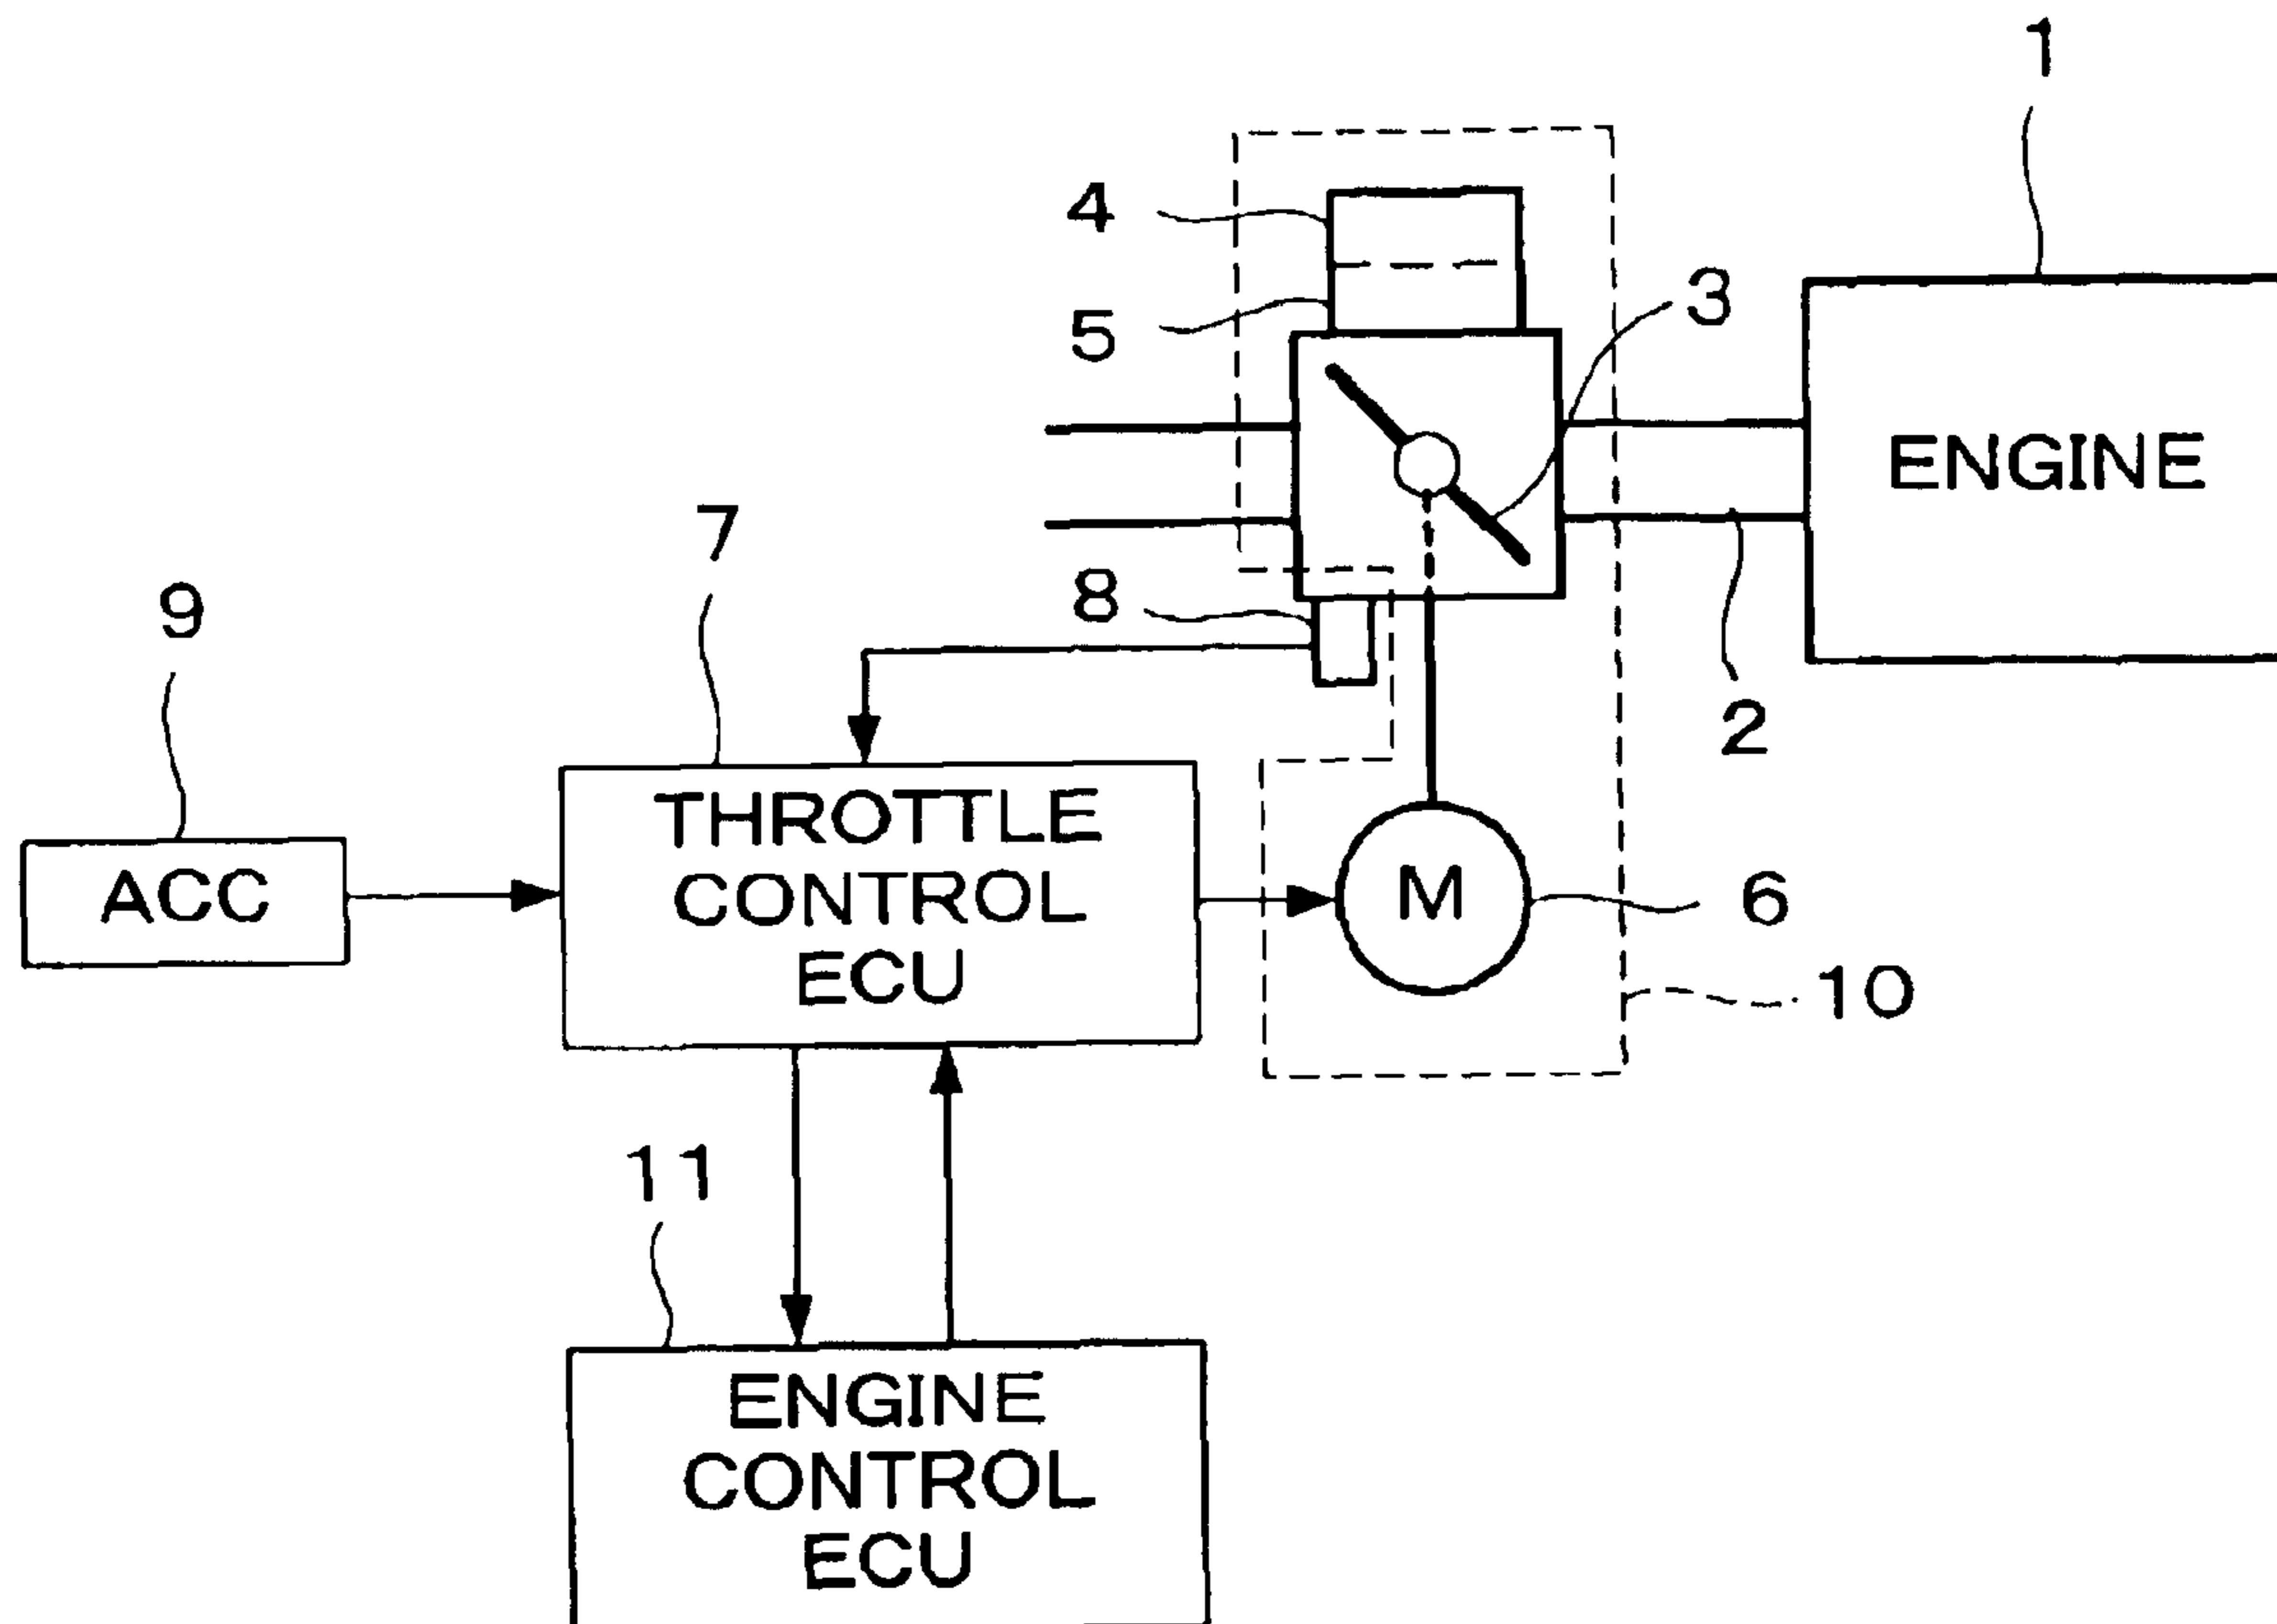 1
4
3
5
ENGINE
7
8
9
2
THROTTLE
CONTROL
ECU
ACC
M
6
10
11
ENGINE
CONTROL
ECU